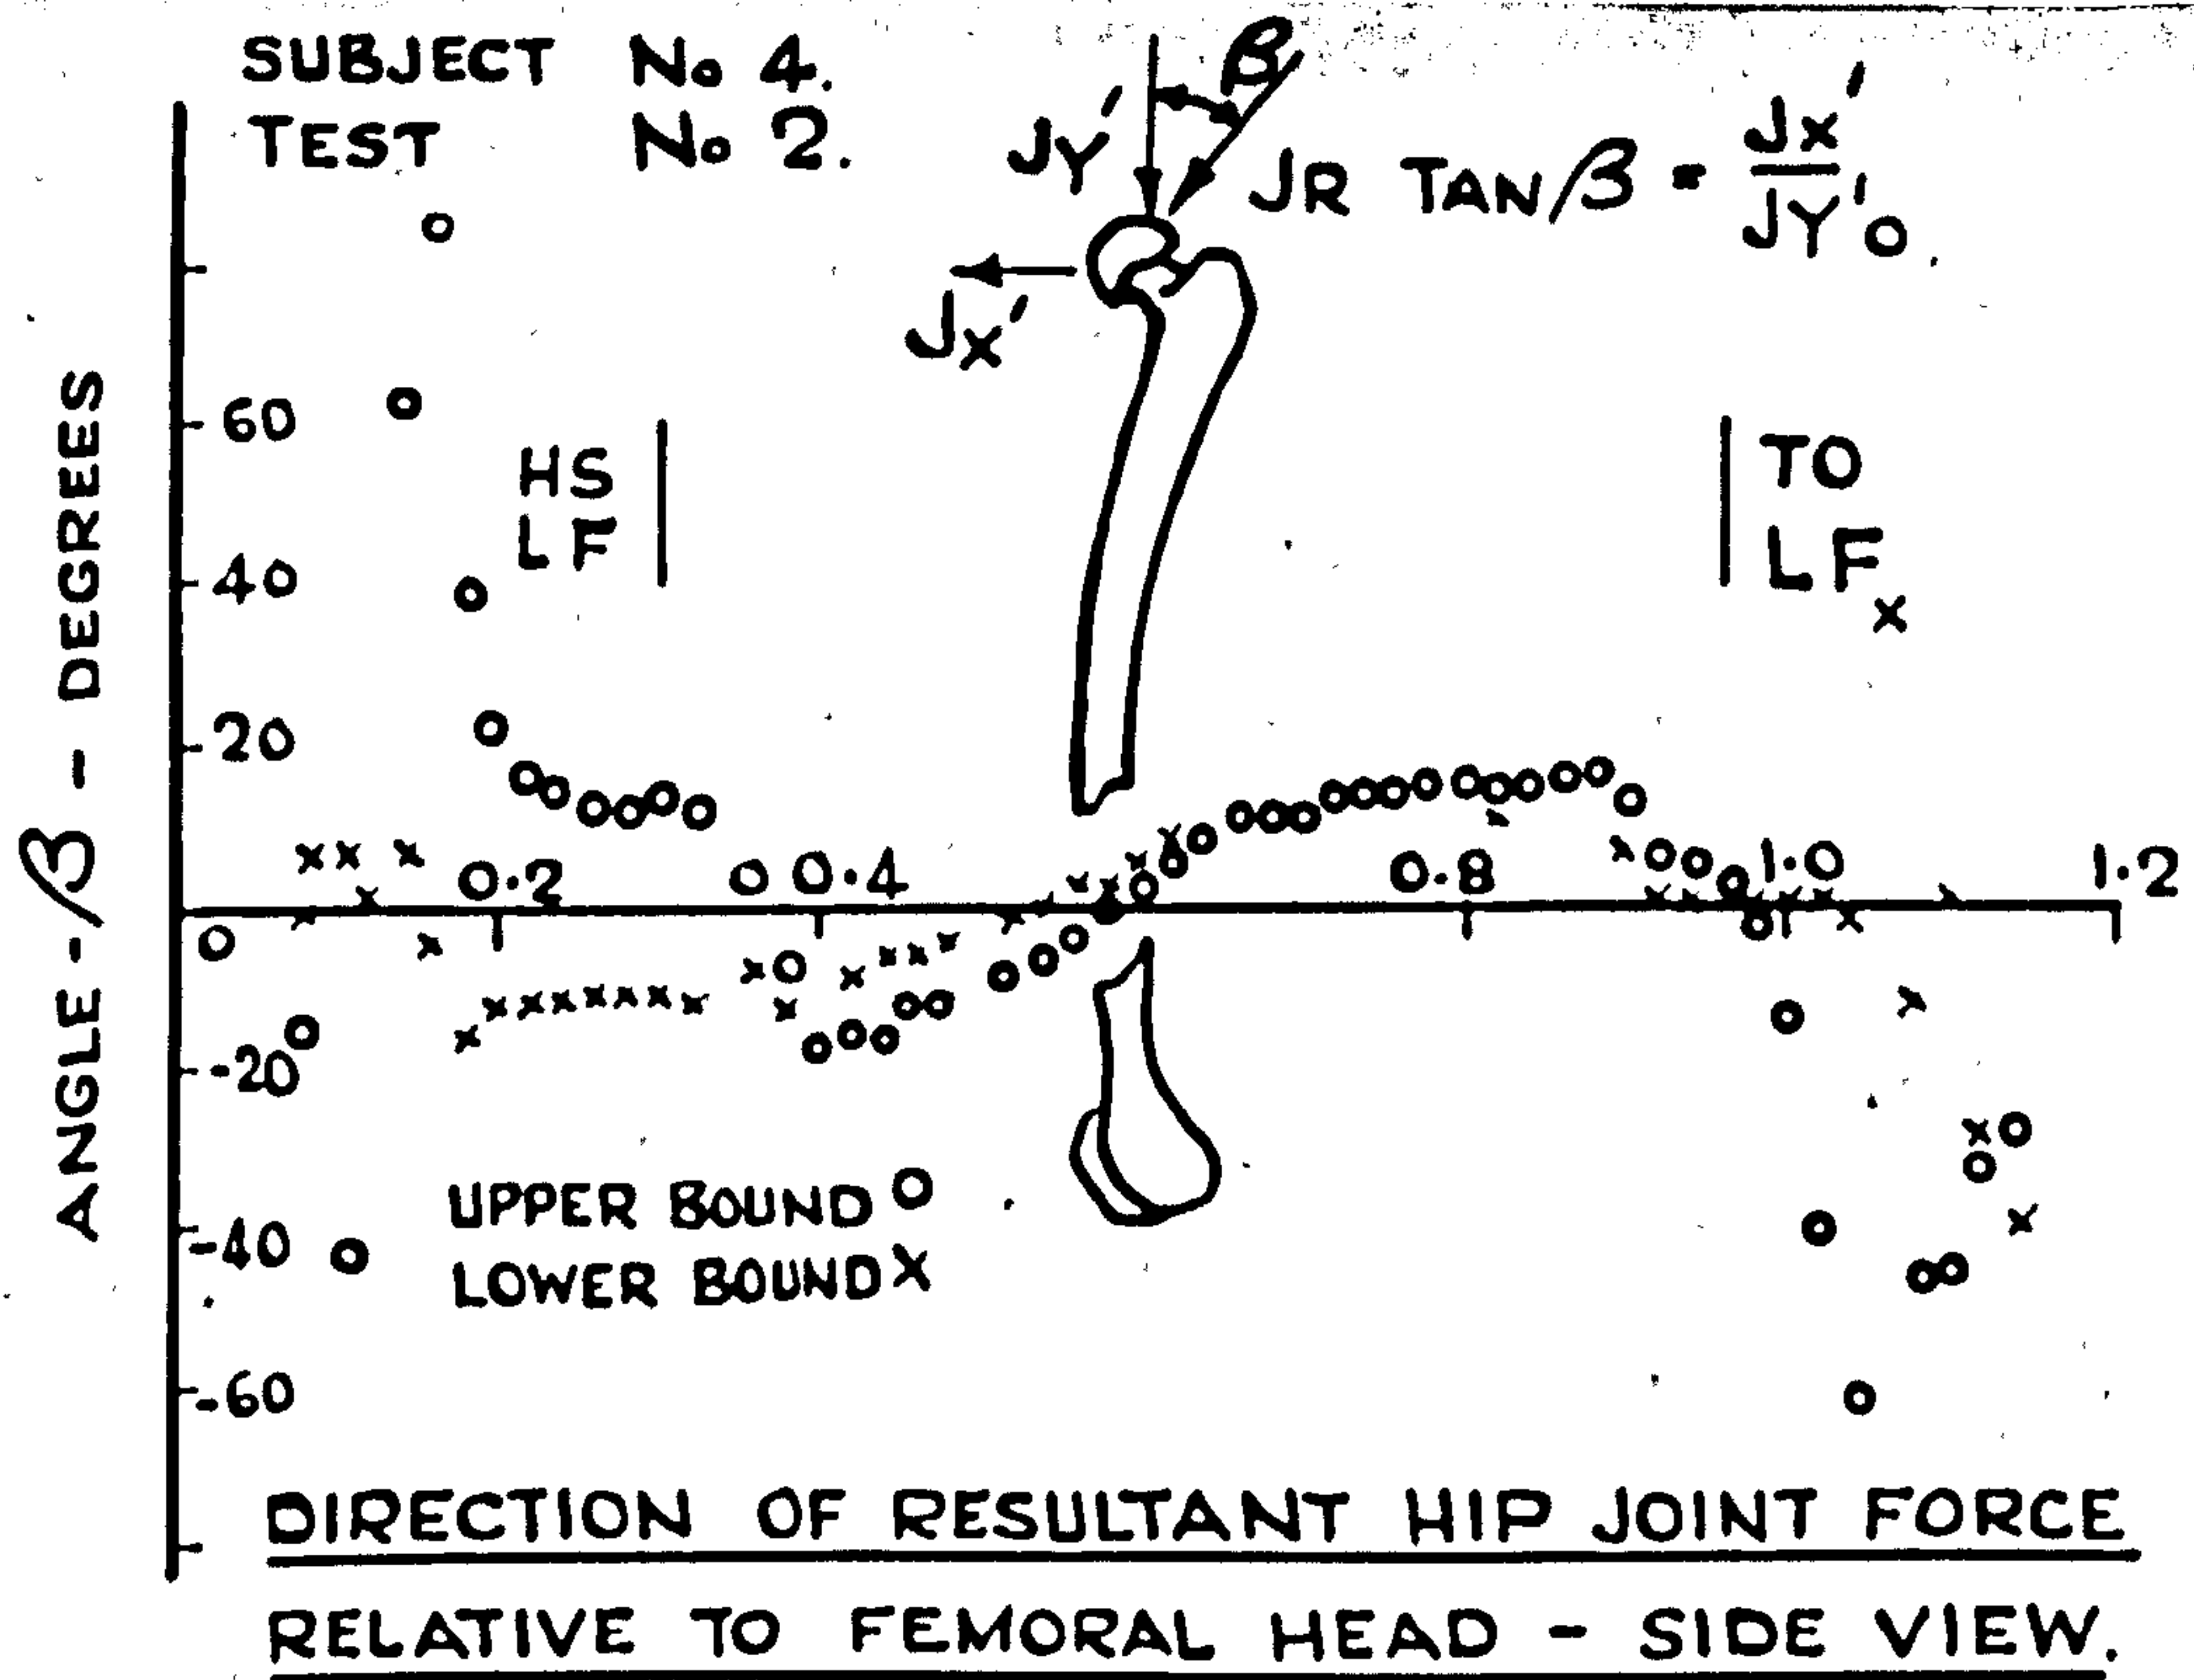 SUBJECT No 4.
TEST No 2.
β
JY'
JR TAN β = Jx' / JY'
Jx'
60
HS
LF
TO
LF
40
20
0.2
0.4
0.8
1.0
1.2
0
-20
-40
-60
ANGLE - β - DEGREES
UPPER BOUND O
LOWER BOUND X
DIRECTION OF RESULTANT HIP JOINT FORCE
RELATIVE TO FEMORAL HEAD - SIDE VIEW.